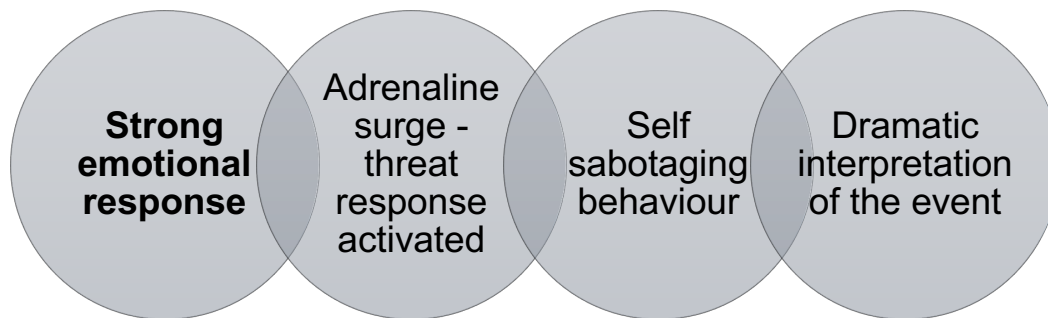 Strong
emotional
response
Adrenaline
surge -
threat
response
activated
Self
sabotaging
behaviour
Dramatic
interpretation
of the event